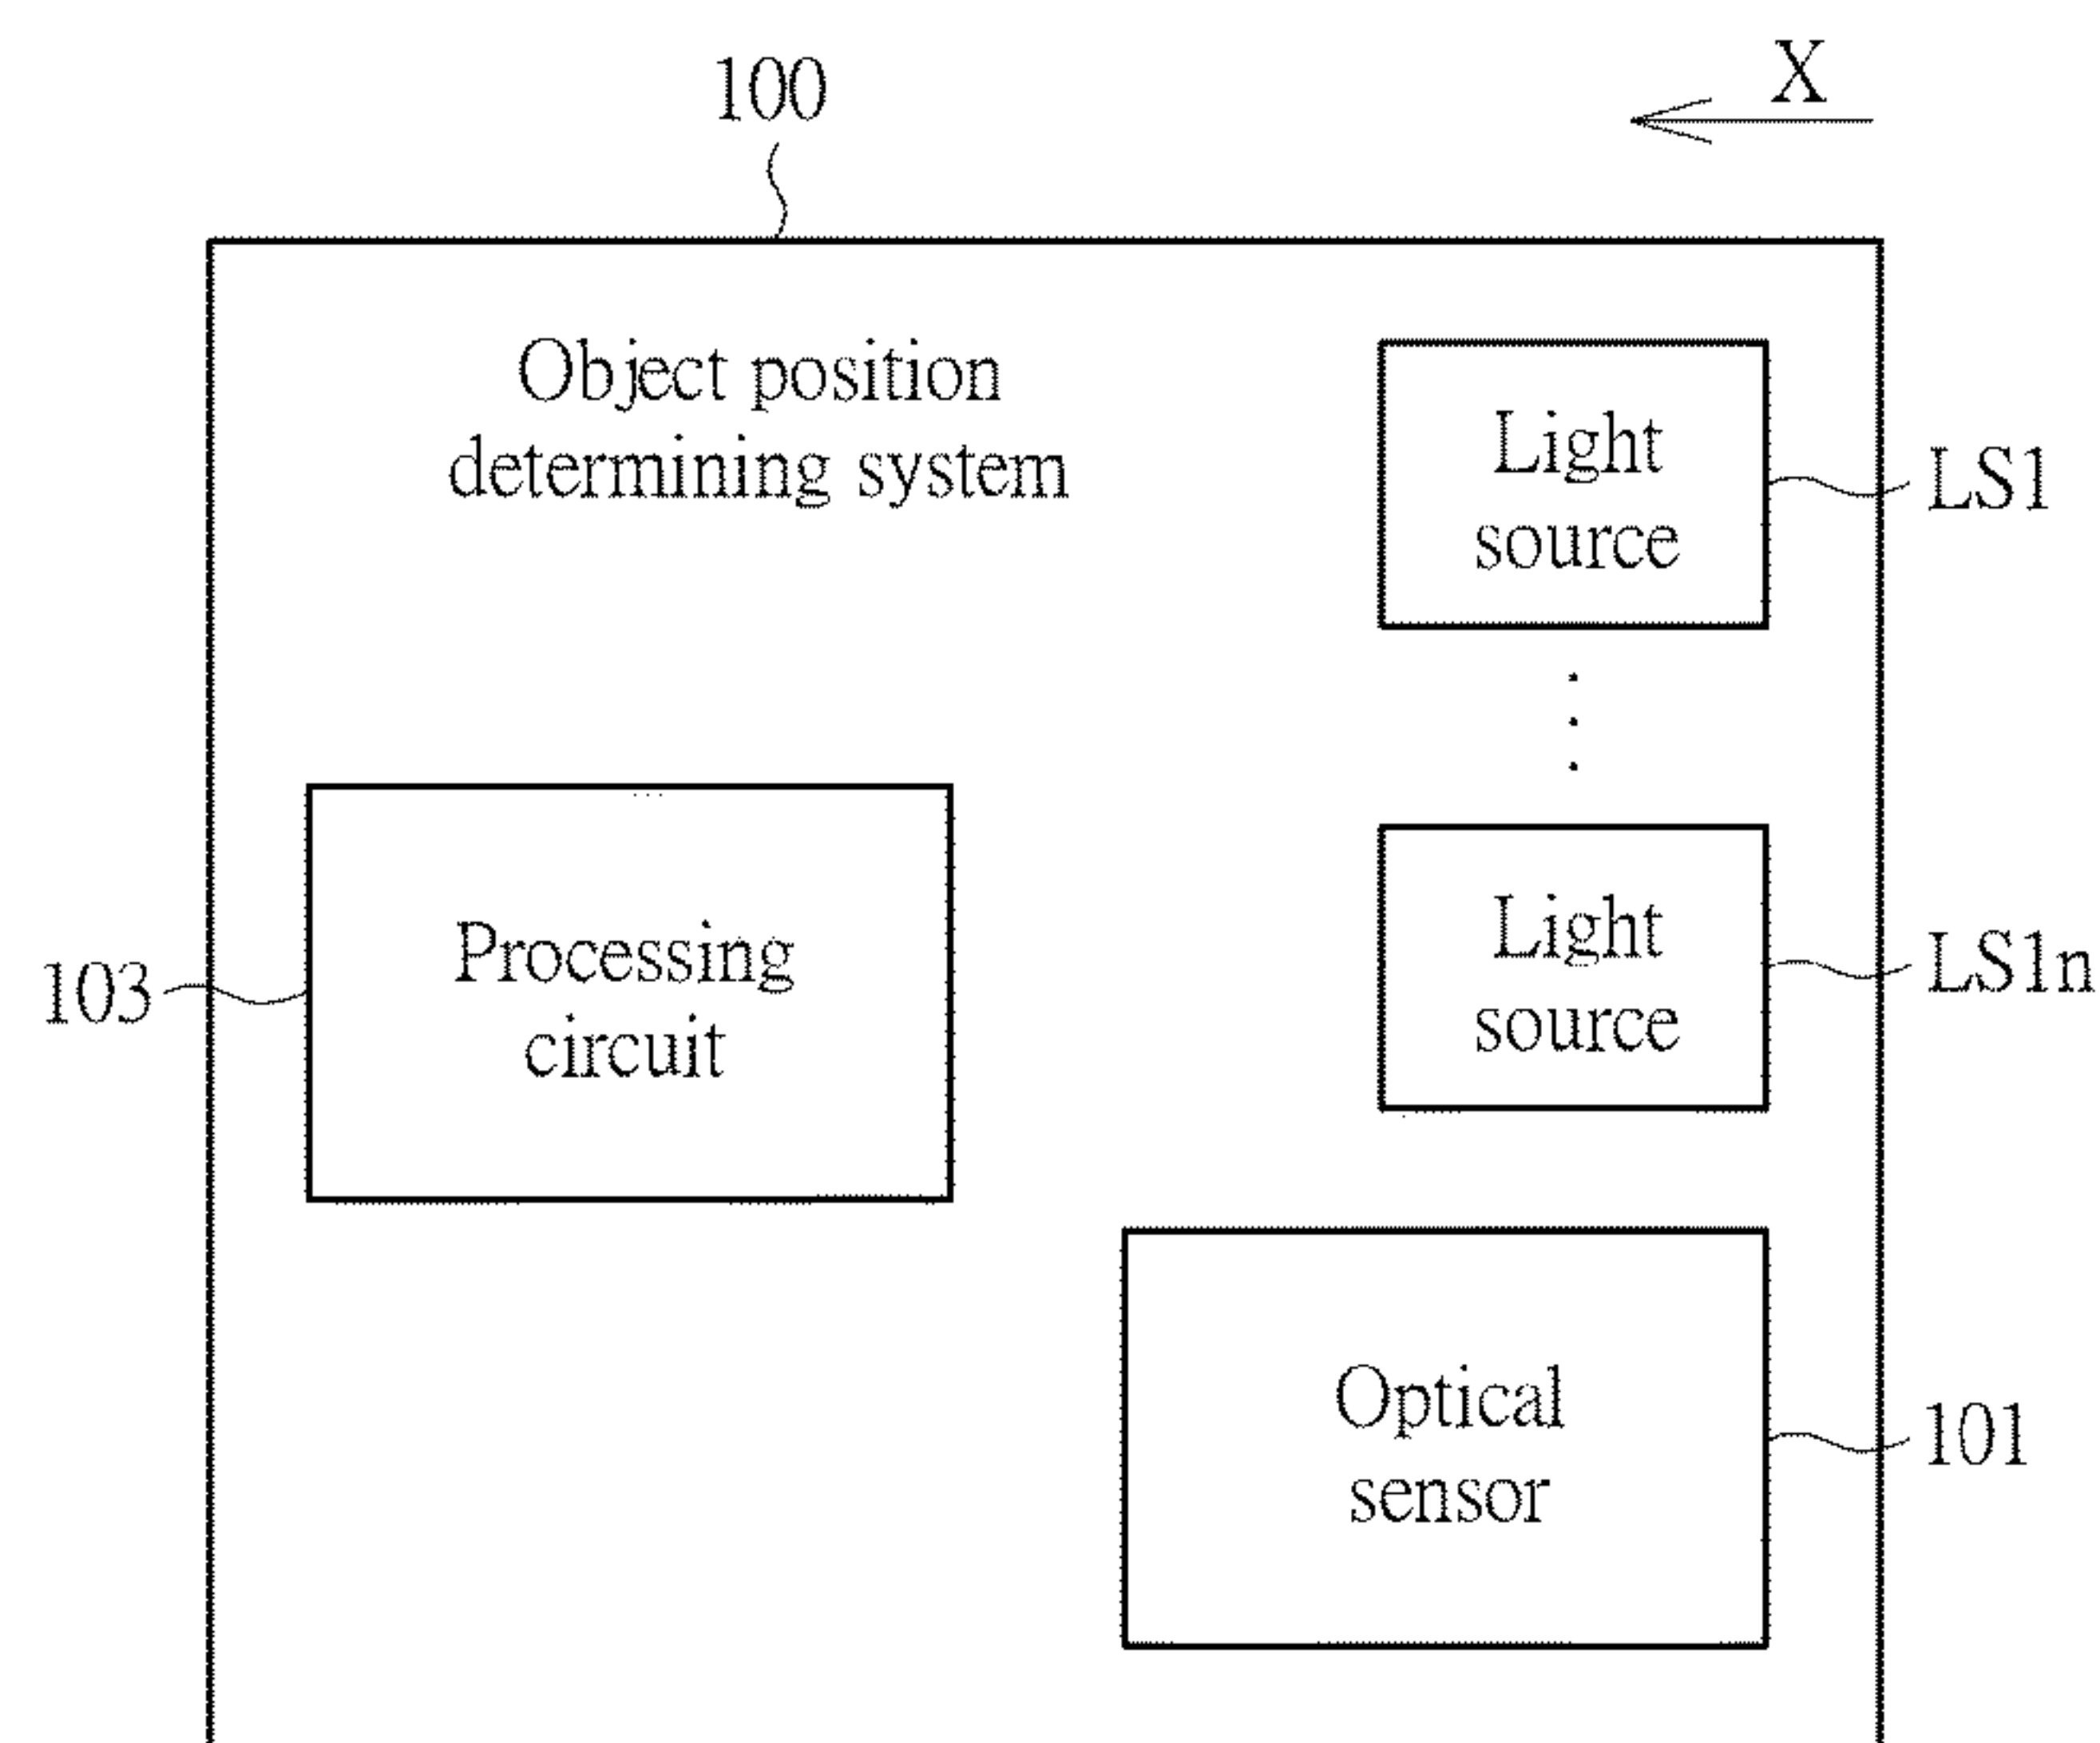 100
X
Object position
determining system
Light
source
LS1
Processing
circuit
103
Light
source
LS1n
Optical
sensor
101